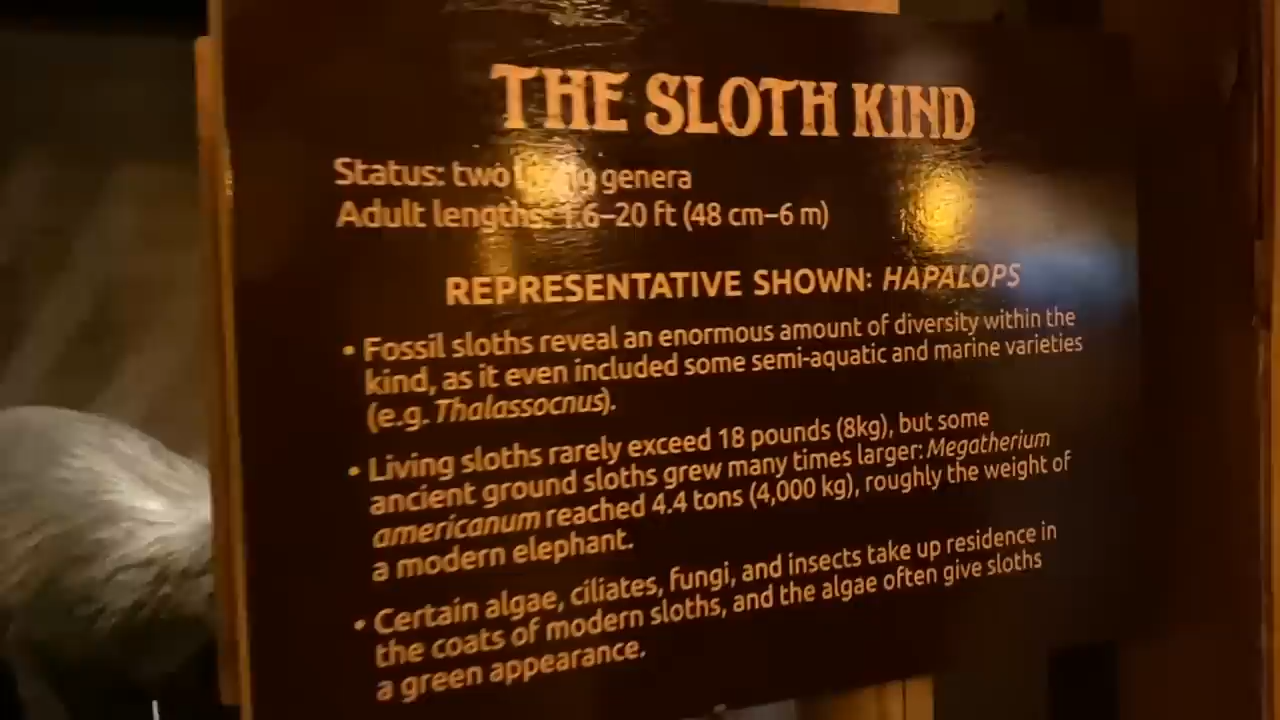 THE SLOTH KIND
Status: two genera
Adult lengths: 1.6–20 ft (48 cm–6 m)
REPRESENTATIVE SHOWN: HAPALOPS
• Fossil sloths reveal an enormous amount of diversity within the
kind, as it even included some semi-aquatic and marine varieties
(e.g. Thalassocnus).
• Living sloths rarely exceed 18 pounds (8kg), but some
ancient ground sloths grew many times larger: Megatherium
americanum reached 4.4 tons (4,000 kg), roughly the weight of
a modern elephant.
• Certain algae, ciliates, fungi, and insects take up residence in
the coats of modern sloths, and the algae often give sloths
a green appearance.